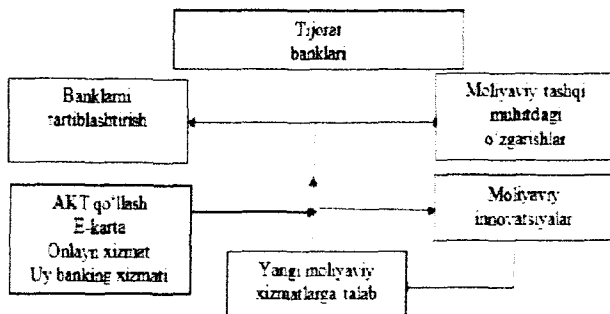 Tijorat
banklari
Banklarni
tartiblashtirish
Moliyaviy tashqi
muhitdagi
o'zgarishlar
AKT qo'llash
E-karta
Onlayn xizmat
Uy banking xizmati
Moliyaviy
innovatsiyalar
Yangi moliyaviy
xizmatlarga talab